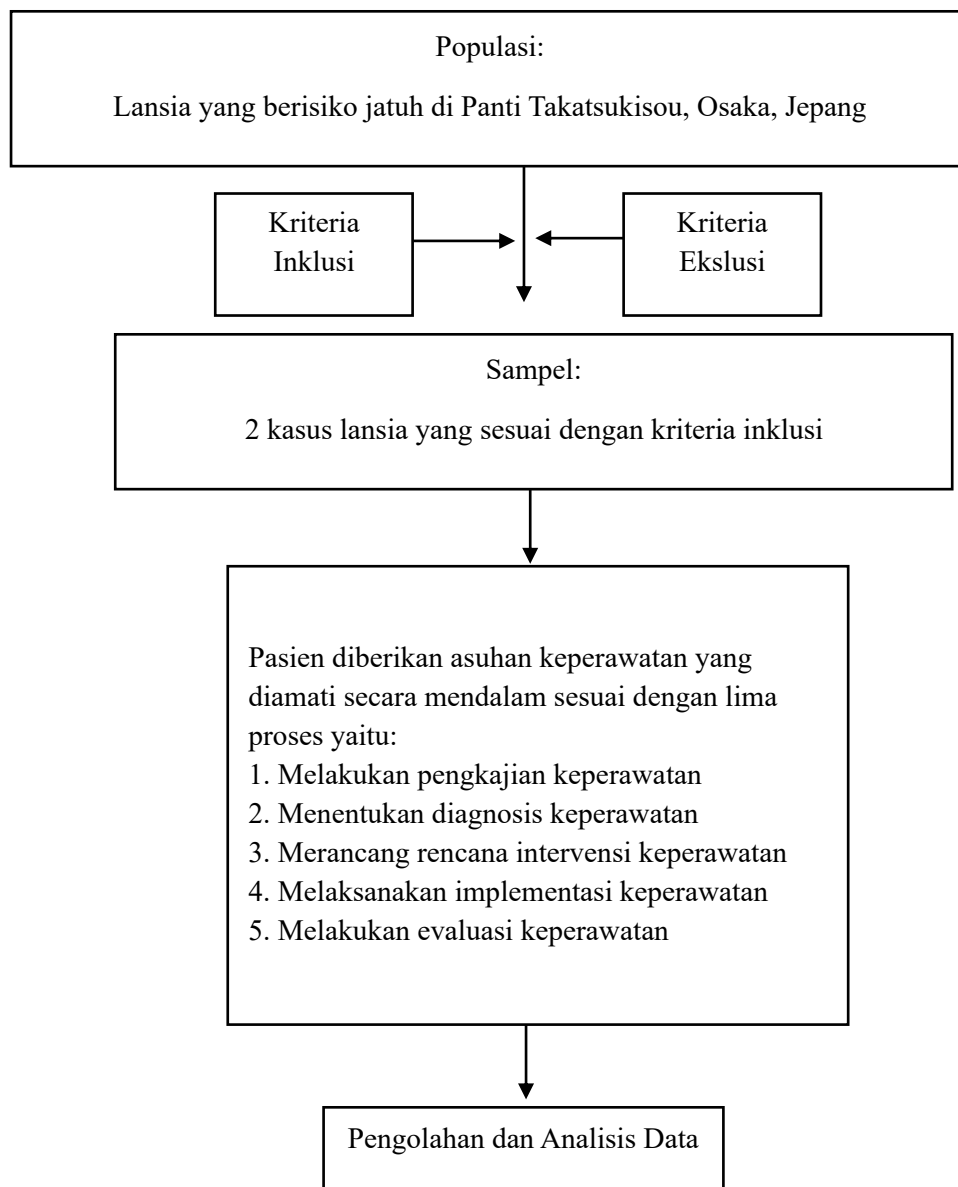 Populasi:
Lansia yang berisiko jatuh di Panti Takatsukisou, Osaka, Jepang
Kriteria
Inklusi
Kriteria
Ekslusi
Sampel:
2 kasus lansia yang sesuai dengan kriteria inklusi
Pasien diberikan asuhan keperawatan yang
diamati secara mendalam sesuai dengan lima
proses yaitu:
1. Melakukan pengkajian keperawatan
2. Menentukan diagnosis keperawatan
3. Merancang rencana intervensi keperawatan
4. Melaksanakan implementasi keperawatan
5. Melakukan evaluasi keperawatan
Pengolahan dan Analisis Data